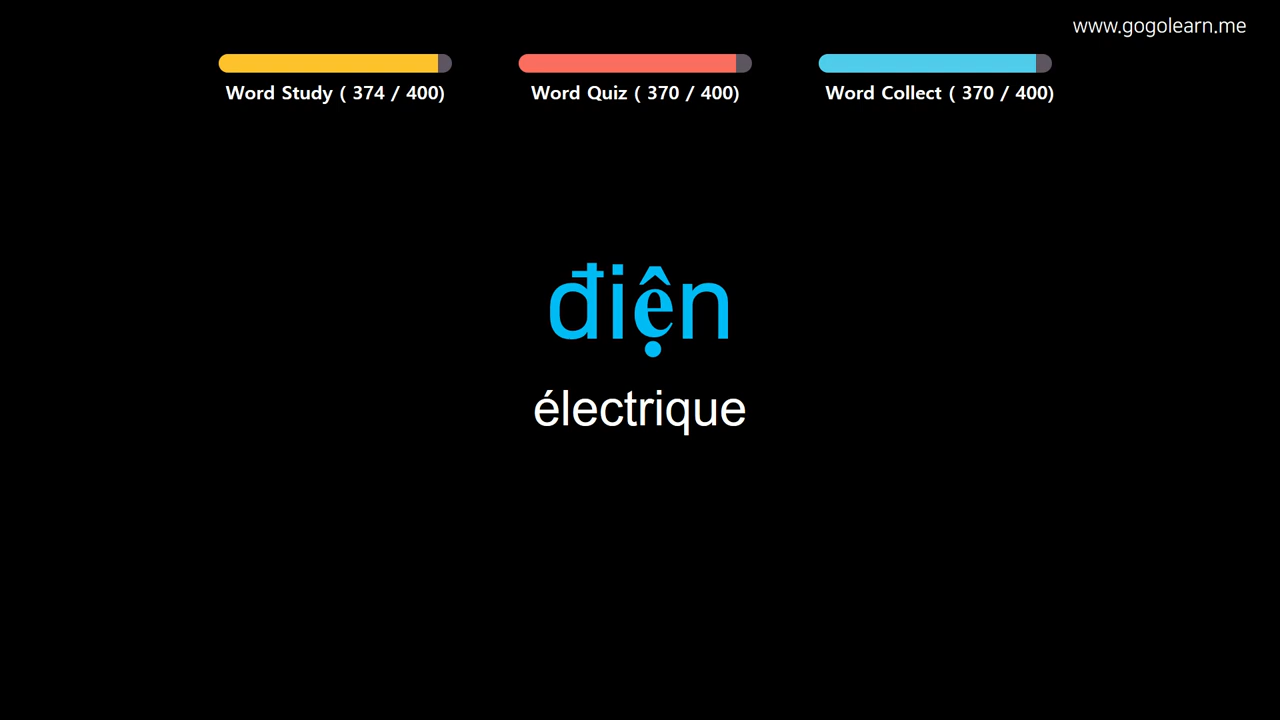 www.gogolearn.me
Word Study ( 374 / 400)
Word Quiz ( 370 / 400)
Word Collect ( 370 / 400)
điện
électrique